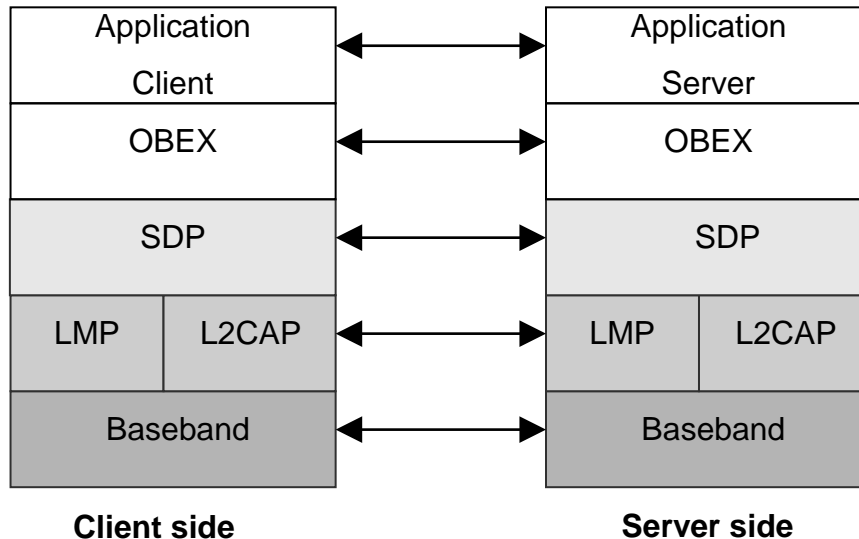 Application
Client
OBEX
SDP
LMP L2CAP
Baseband
Client side
Application
Server
OBEX
SDP
LMP L2CAP
Baseband
Server side